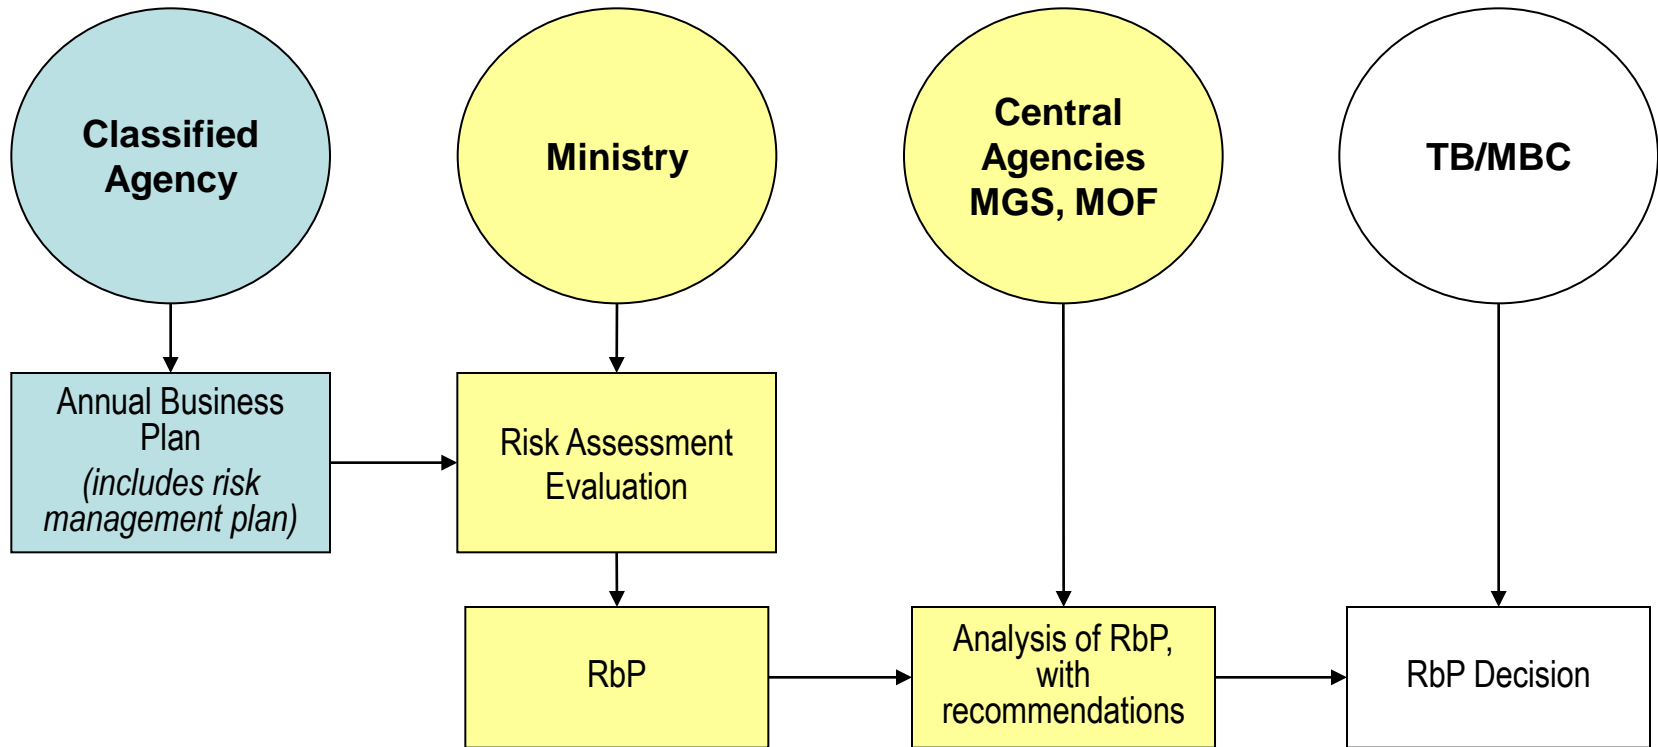 Classified
Agency
Ministry
Central
Agencies
MGS, MOF
TB/MBC
Annual Business
Plan
(includes risk
management plan)
Risk Assessment
Evaluation
RbP
Analysis of RbP,
with
recommendations
RbP Decision